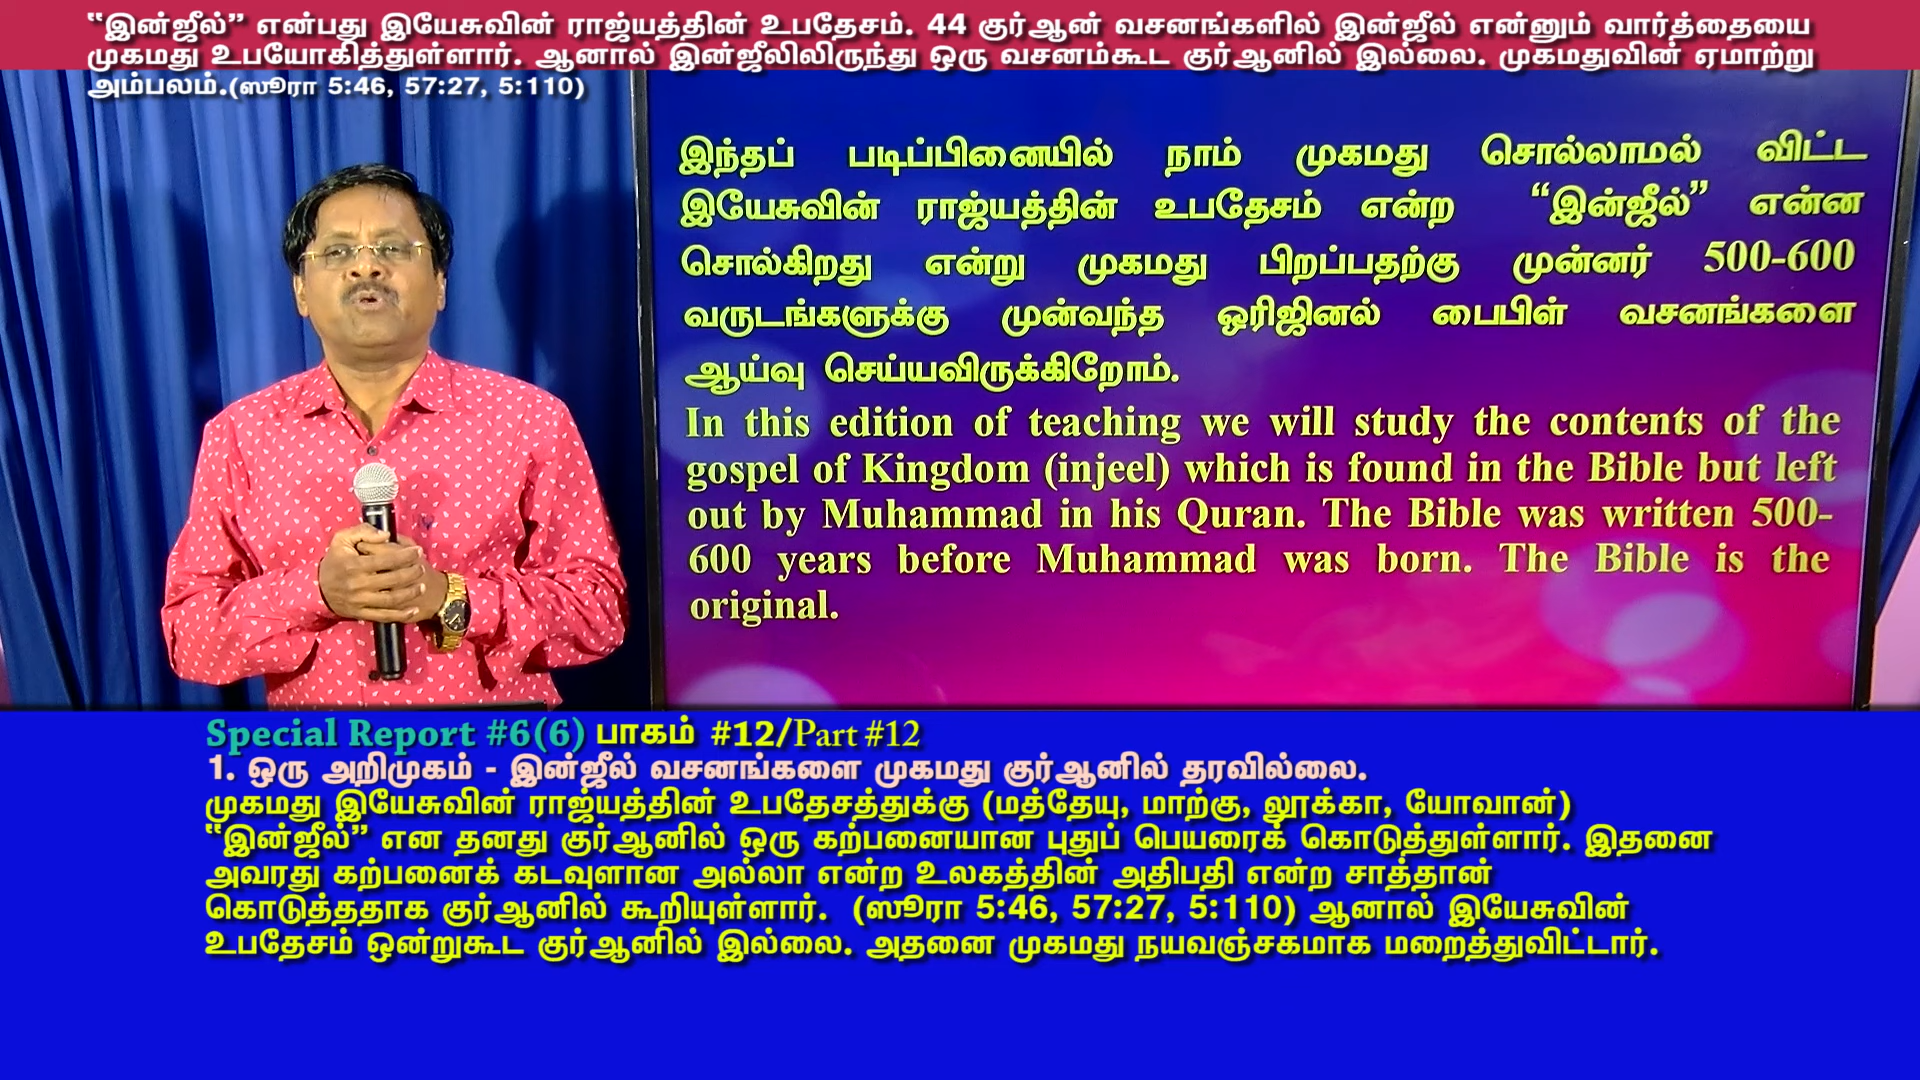 “இன்ஜீல்” என்பது இயேசுவின் ராஜ்யத்தின் உபதேசம். 44 குர்ஆன் வசனங்களில் இன்ஜீல் என்னும் வார்த்தையை
முகமது உபயோகித்துள்ளார். ஆனால் இன்ஜீலிலிருந்து ஒரு வசனம்கூட குர்ஆனில் இல்லை. முகமதுவின் ஏமாற்று
அம்பலம்.(ஸூரா 5:46, 57:27, 5:110)
இந்தப் படிப்பினையில் நாம் முகமது சொல்லாமல் விட்ட
இயேசுவின் ராஜ்யத்தின் உபதேசம் என்ற “இன்ஜீல்” என்ன
சொல்கிறது என்று முகமது பிறப்பதற்கு முன்னர் 500-600
வருடங்களுக்கு முன்வந்த ஒரிஜினல் பைபிள் வசனங்களை
ஆய்வு செய்யவிருக்கிறோம்.
In this edition of teaching we will study the contents of the
gospel of Kingdom (injeel) which is found in the Bible but left
out by Muhammad in his Quran. The Bible was written 500-
600 years before Muhammad was born. The Bible is the
original.
Special Report #6(6) பாகம் #12/Part #12
1. ஒரு அறிமுகம் - இன்ஜீல் வசனங்களை முகமது குர்ஆனில் தரவில்லை.
முகமது இயேசுவின் ராஜ்யத்தின் உபதேசத்துக்கு (மத்தேயு, மாற்கு, லூக்கா, யோவான்)
“இன்ஜீல்” என தனது குர்ஆனில் ஒரு கற்பனையான புதுப் பெயரைக் கொடுத்துள்ளார். இதனை
அவரது கற்பனைக் கடவுளான அல்லா என்ற உலகத்தின் அதிபதி என்ற சாத்தான்
கொடுத்ததாக குர்ஆனில் கூறியுள்ளார். (ஸூரா 5:46, 57:27, 5:110) ஆனால் இயேசுவின்
உபதேசம் ஒன்றுகூட குர்ஆனில் இல்லை. அதனை முகமது நயவஞ்சகமாக மறைத்துவிட்டார்.